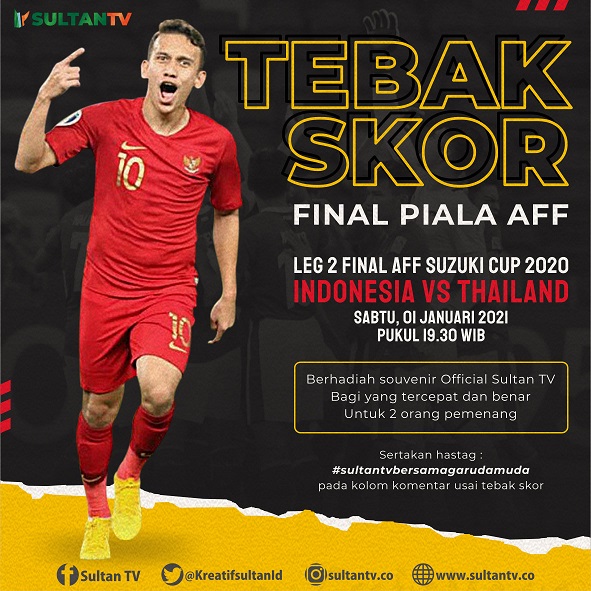 SULTANTV
TEBAK
SKOR
FINAL PIALA AFF
LEG 2 FINAL AFF SUZUKI CUP 2020
INDONESIA VS THAILAND
SABTU, 01 JANUARI 2021
PUKUL 19.30 WIB
Berhadiah souvenir Official Sultan TV
Bagi yang tercepat dan benar
Untuk 2 orang pemenang
Sertakan hastag :
#sultantvbersamagarudamuda
pada kolom komentar usai tebak skor
10
10
Sultan TV
@KreatifsultanId
sultantv.co
www.sultantv.co